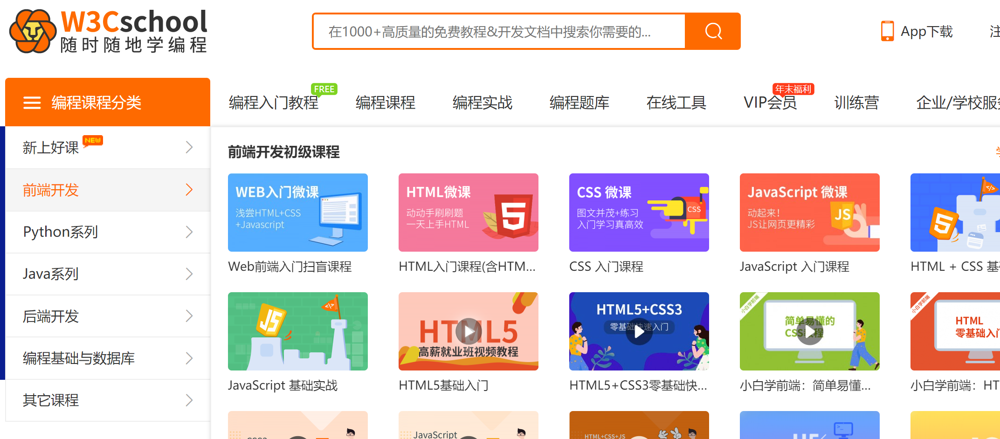 W3Cschool
随时随地学编程
在1000+高质量的免费教程&开发文档中搜索你需要的...
App下载
注
编程课程分类
编程入门教程
FREE
编程课程
编程实战
编程题库
在线工具
VIP会员
年末福利
训练营
企业/学校服务
新上好课
NEW
前端开发
Python系列
Java系列
后端开发
编程基础与数据库
其它课程
前端开发初级课程
WEB入门微课
浅尝HTML+CSS
+Javascript
HTML微课
动动手刷刷题
一天上手HTML
5
CSS 微课
图文并茂+练习
入门学习真高效
CSS
JavaScript 微课
动起来！
JS让网页更精彩
JS
</>
5
Web前端入门扫盲课程
HTML入门课程(含HTM...
CSS 入门课程
JavaScript 入门课程
HTML + CSS 基
JS
</>
HTML5
高薪就业班视频教程
HTML5+CSS3
零基础快速入门
小白学前端
简单易懂的
CSS教程
小白学前端
HTML
零基础入门
JavaScript 基础实战
HTML5基础入门
HTML5+CSS3零基础快...
小白学前端：简单易懂...
小白学前端：HT
JavaScript
HTML+CSS+JS